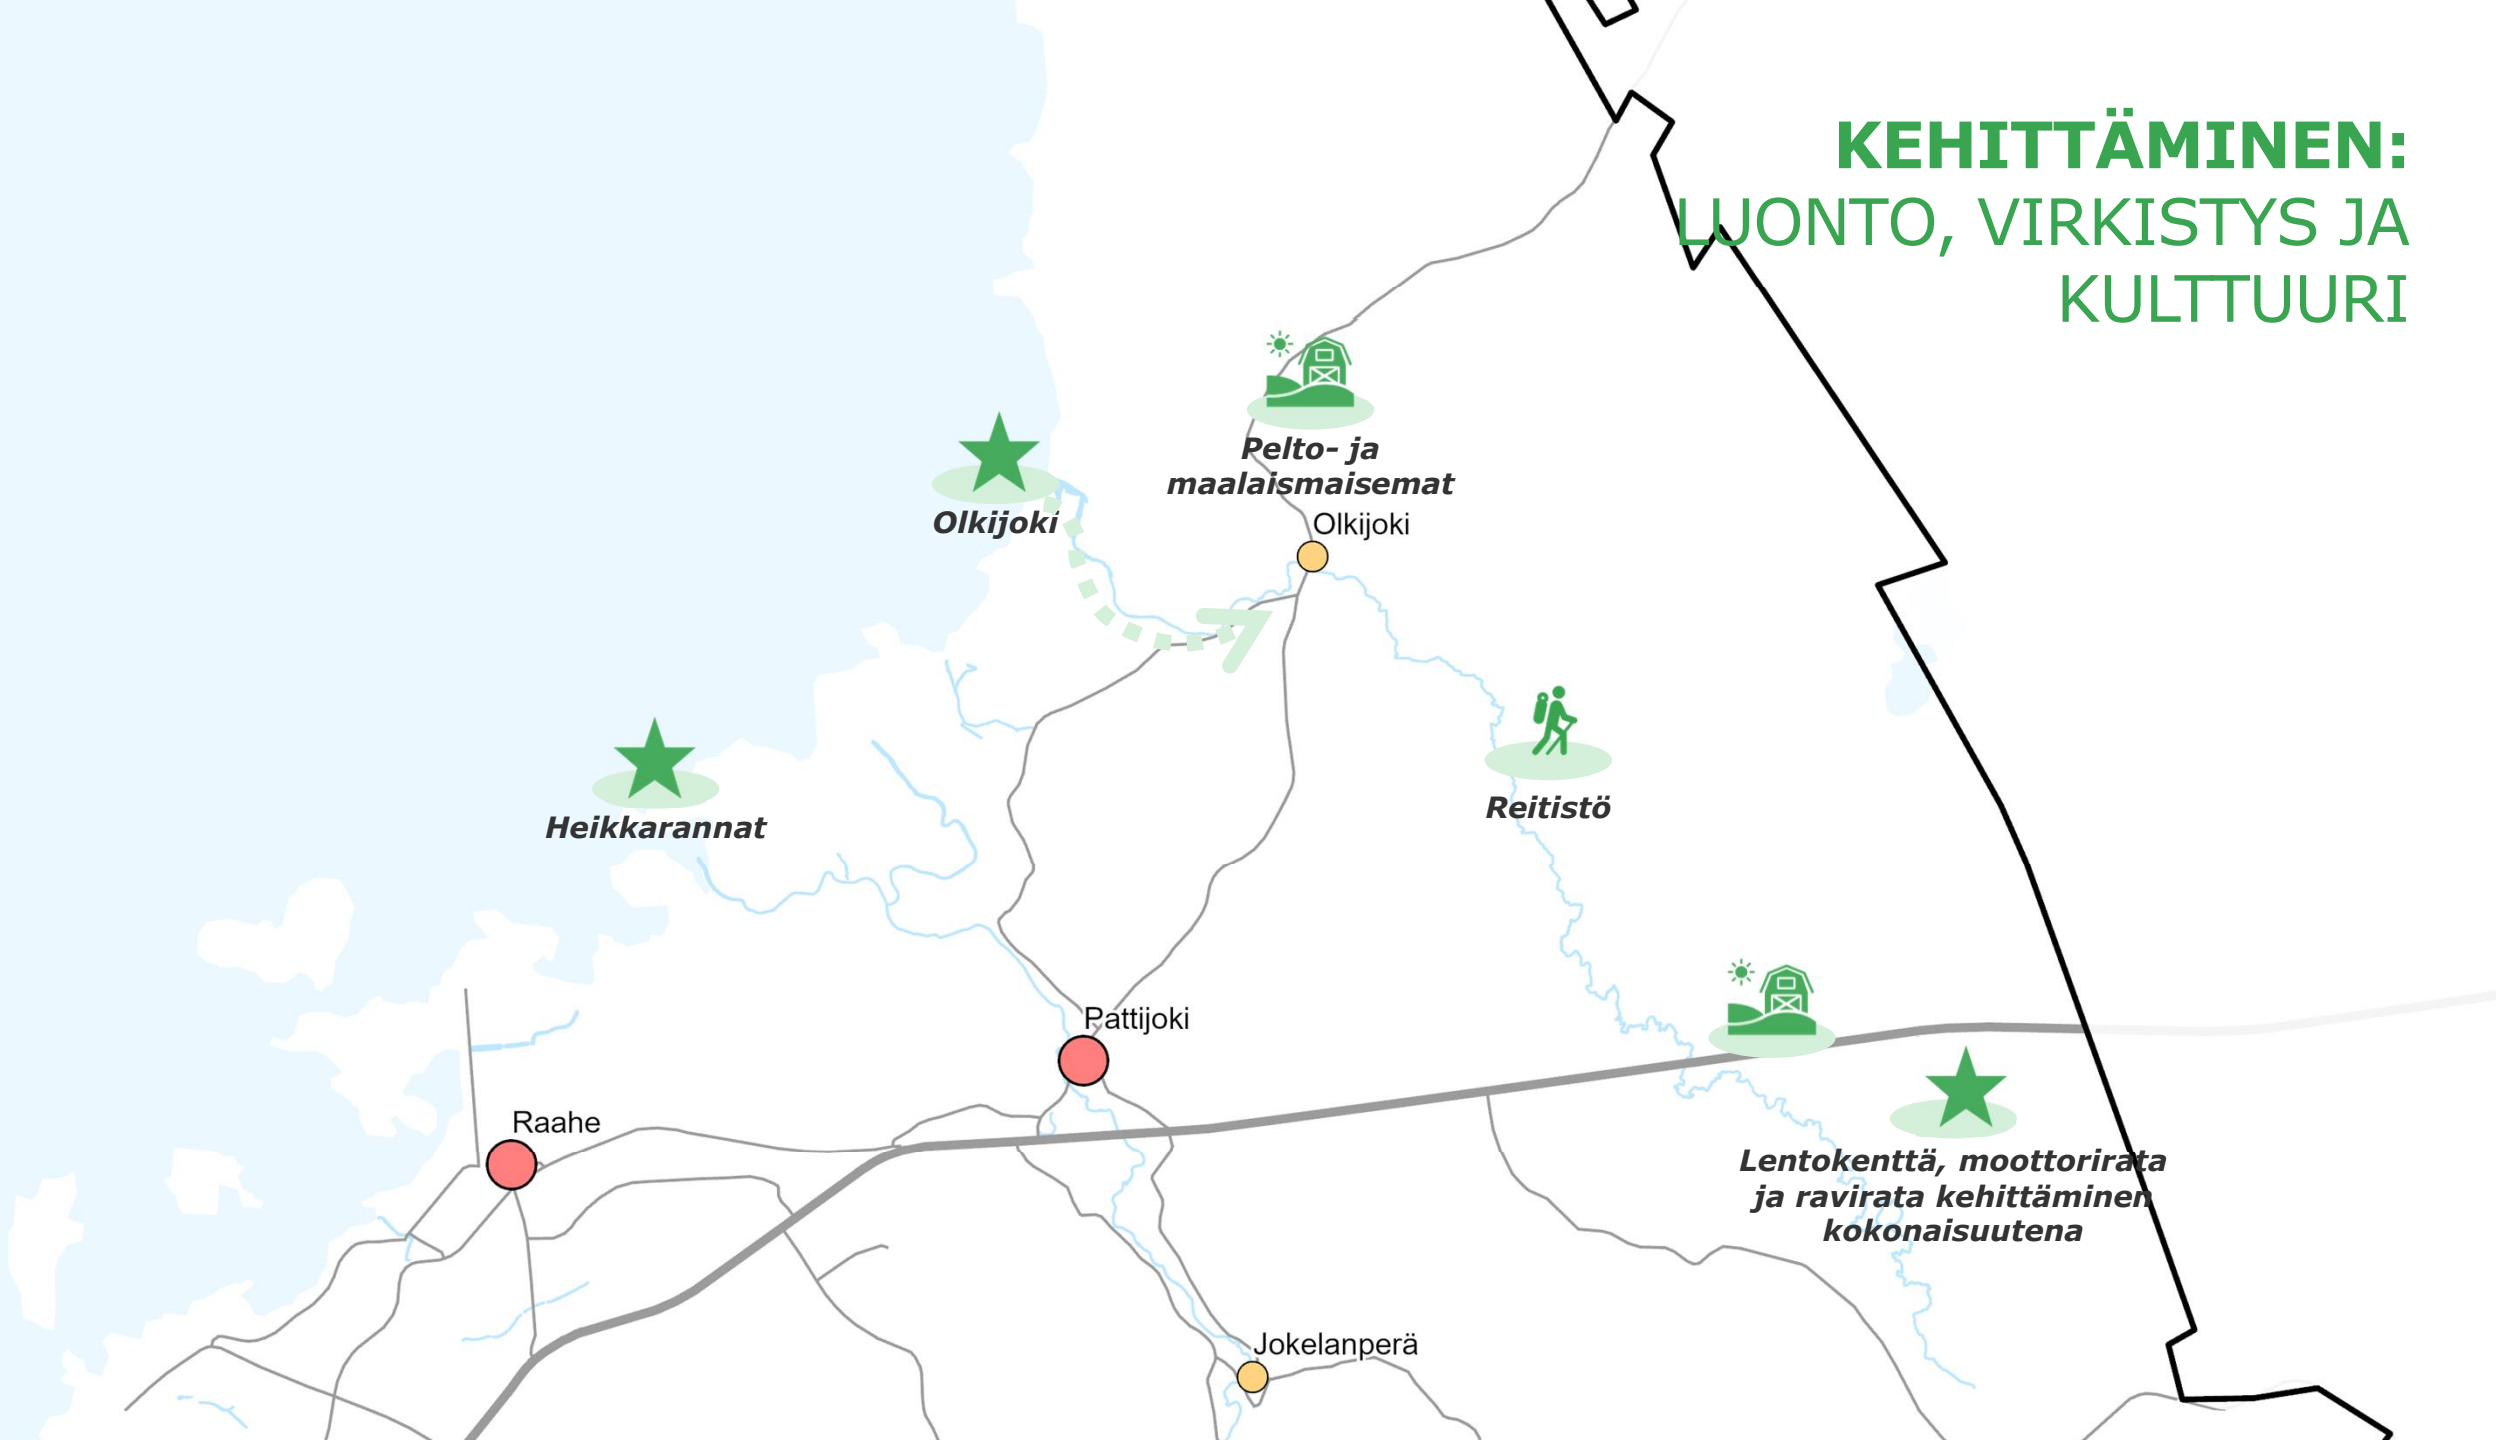 KEHITTÄMINEN:
LUONTO, VIRKISTYS JA
KULTTUURI
Pelto- ja
maalaismaisemat
Olkijoki
Olkijoki
Reitistö
Heikkarannat
Pattijoki
Raahe
Lentokenttä, moottorirata
ja ravirata kehittäminen
kokonaisuutena
Jokelanperä